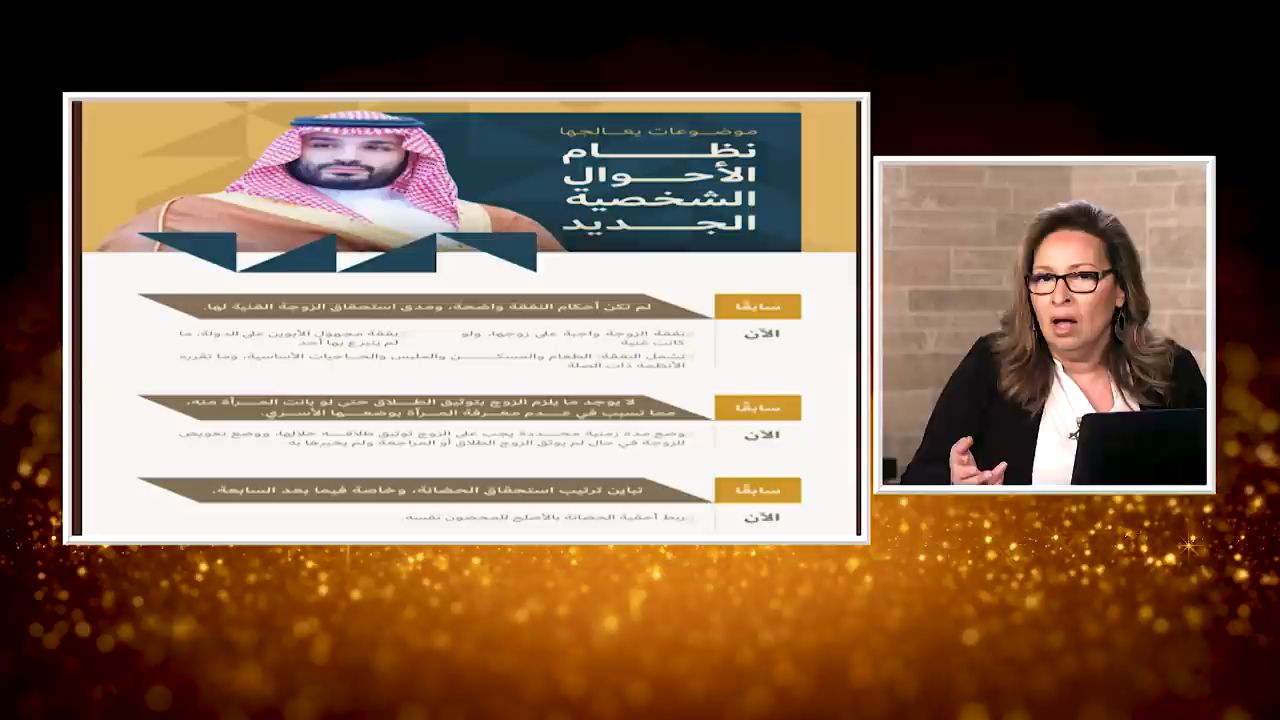 موضوعات يعالجها
نظام
الأحوال
الشخصية
الجديد
سابقًا
لم تكن أحكام النفقة واضحة، ومدى استحقاق الزوجة الغنية لها.
الآن
نفقة الزوجة واجبة على زوجها، ولو كانت غنية
نفقة مجهول الأبوين على الدولة، ما لم يتبرع بها أحد
تشمل النفقة: الطعام والمسكن والملبس والحاجيات الأساسية، وما تقرره
الأنظمة ذات الصلة
سابقًا
لا يوجد ما يلزم الزوج بتوثيق الطلاق حتى لو بانت المرأة منه،
مما تسبب في عدم معرفة المرأة بوضعها الأسري.
الآن
وضع مدة زمنية محددة يجب على الزوج توثيق طلاقه خلالها، ووضع تعويض
للزوجة في حال لم يوثق الزوج الطلاق أو المراجعة ولم يخبرها به
سابقًا
تباين ترتيب استحقاق الحضانة، وخاصة فيما بعد السابعة.
الآن
ربط أحقية الحضانة بالأصلح للمحضون نفسه.